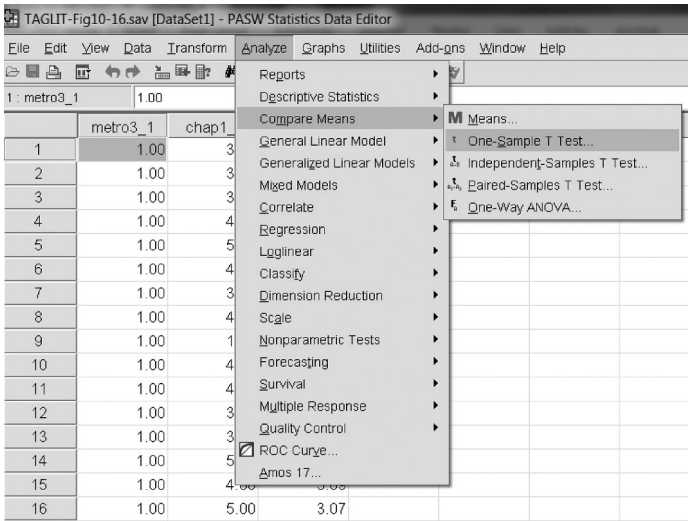 TAGLIT-Fig10-16.sav [DataSet1] - PASW Statistics Data Editor
File Edit View Data Transform Analyze Graphs Utilities Add-ons Window Help
1 : metro3_1 1.00
metro3_1 chap1_
1 1.00 3
2 1.00 3
3 1.00 3
4 1.00 4
5 1.00 5
6 1.00 4
7 1.00 3
8 1.00 4
9 1.00 1
10 1.00 4
11 1.00 4
12 1.00 3
13 1.00 3
14 1.00 5
15 1.00
16 1.00 5.00 3.07
Reports
Descriptive Statistics
Compare Means
General Linear Model
Generalized Linear Models
Mixed Models
Correlate
Regression
Loglinear
Classify
Dimension Reduction
Scale
Nonparametric Tests
Forecasting
Survival
Multiple Response
Quality Control
ROC Curve...
Amos 17...
M Means...
t One-Sample T Test...
Independent-Samples T Test...
Paired-Samples T Test...
One-Way ANOVA...